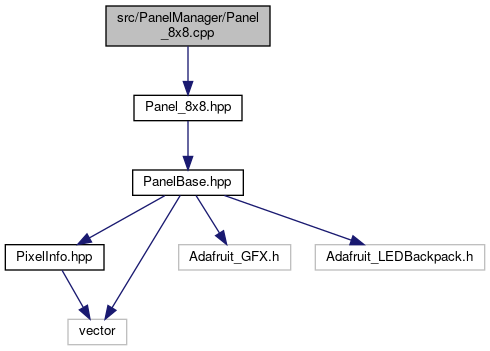 src/PanelManager/Panel
_8x8.cpp
Panel_8x8.hpp
PanelBase.hpp
PixelInfo.hpp
Adafruit_GFX.h
Adafruit_LEDBackpack.h
vector